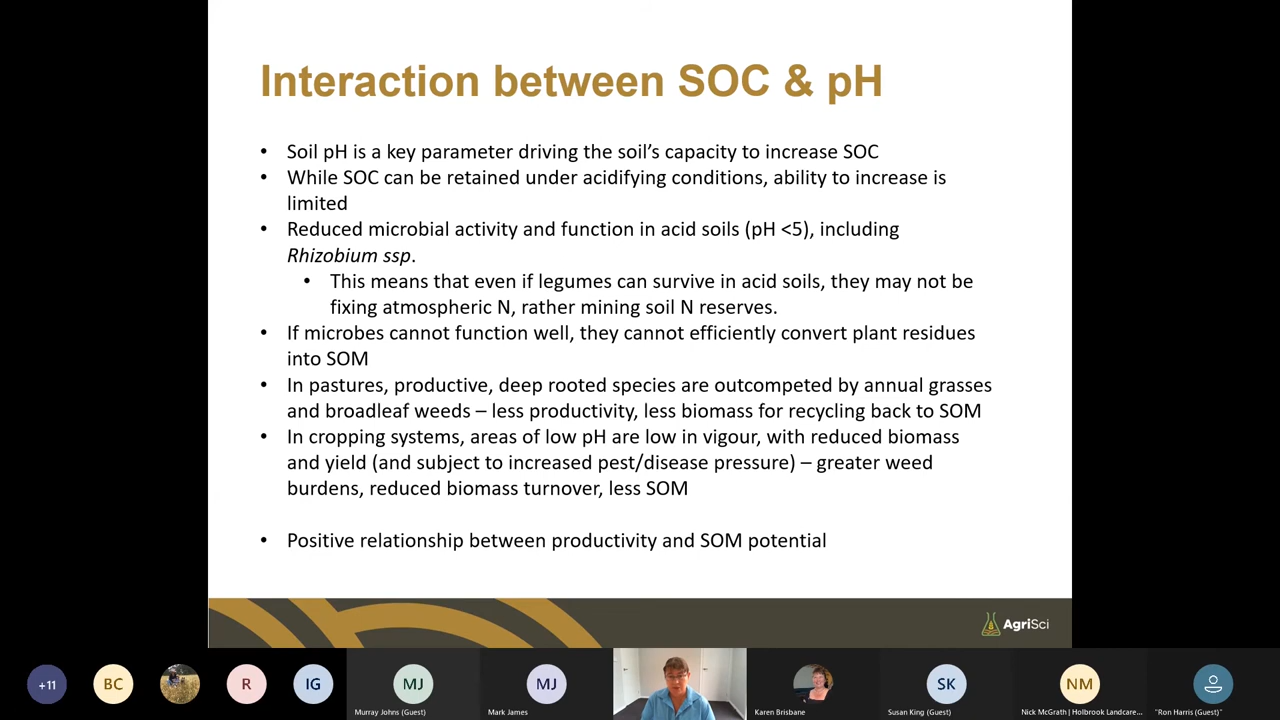 Interaction between SOC & pH
• Soil pH is a key parameter driving the soil’s capacity to increase SOC
• While SOC can be retained under acidifying conditions, ability to increase is
limited
• Reduced microbial activity and function in acid soils (pH <5), including
Rhizobium ssp.
• This means that even if legumes can survive in acid soils, they may not be
fixing atmospheric N, rather mining soil N reserves.
• If microbes cannot function well, they cannot efficiently convert plant residues
into SOM
• In pastures, productive, deep rooted species are outcompeted by annual grasses
and broadleaf weeds – less productivity, less biomass for recycling back to SOM
• In cropping systems, areas of low pH are low in vigour, with reduced biomass
and yield (and subject to increased pest/disease pressure) – greater weed
burdens, reduced biomass turnover, less SOM
• Positive relationship between productivity and SOM potential
AgriSci
+11
BC
R
IG
MJ
MJ
SK
NM
Murray Johns (Guest)
Mark James
Karen Brisbane
Susan King (Guest)
Nick McGrath | Holbrook Landcare...
"Ron Harris (Guest)"